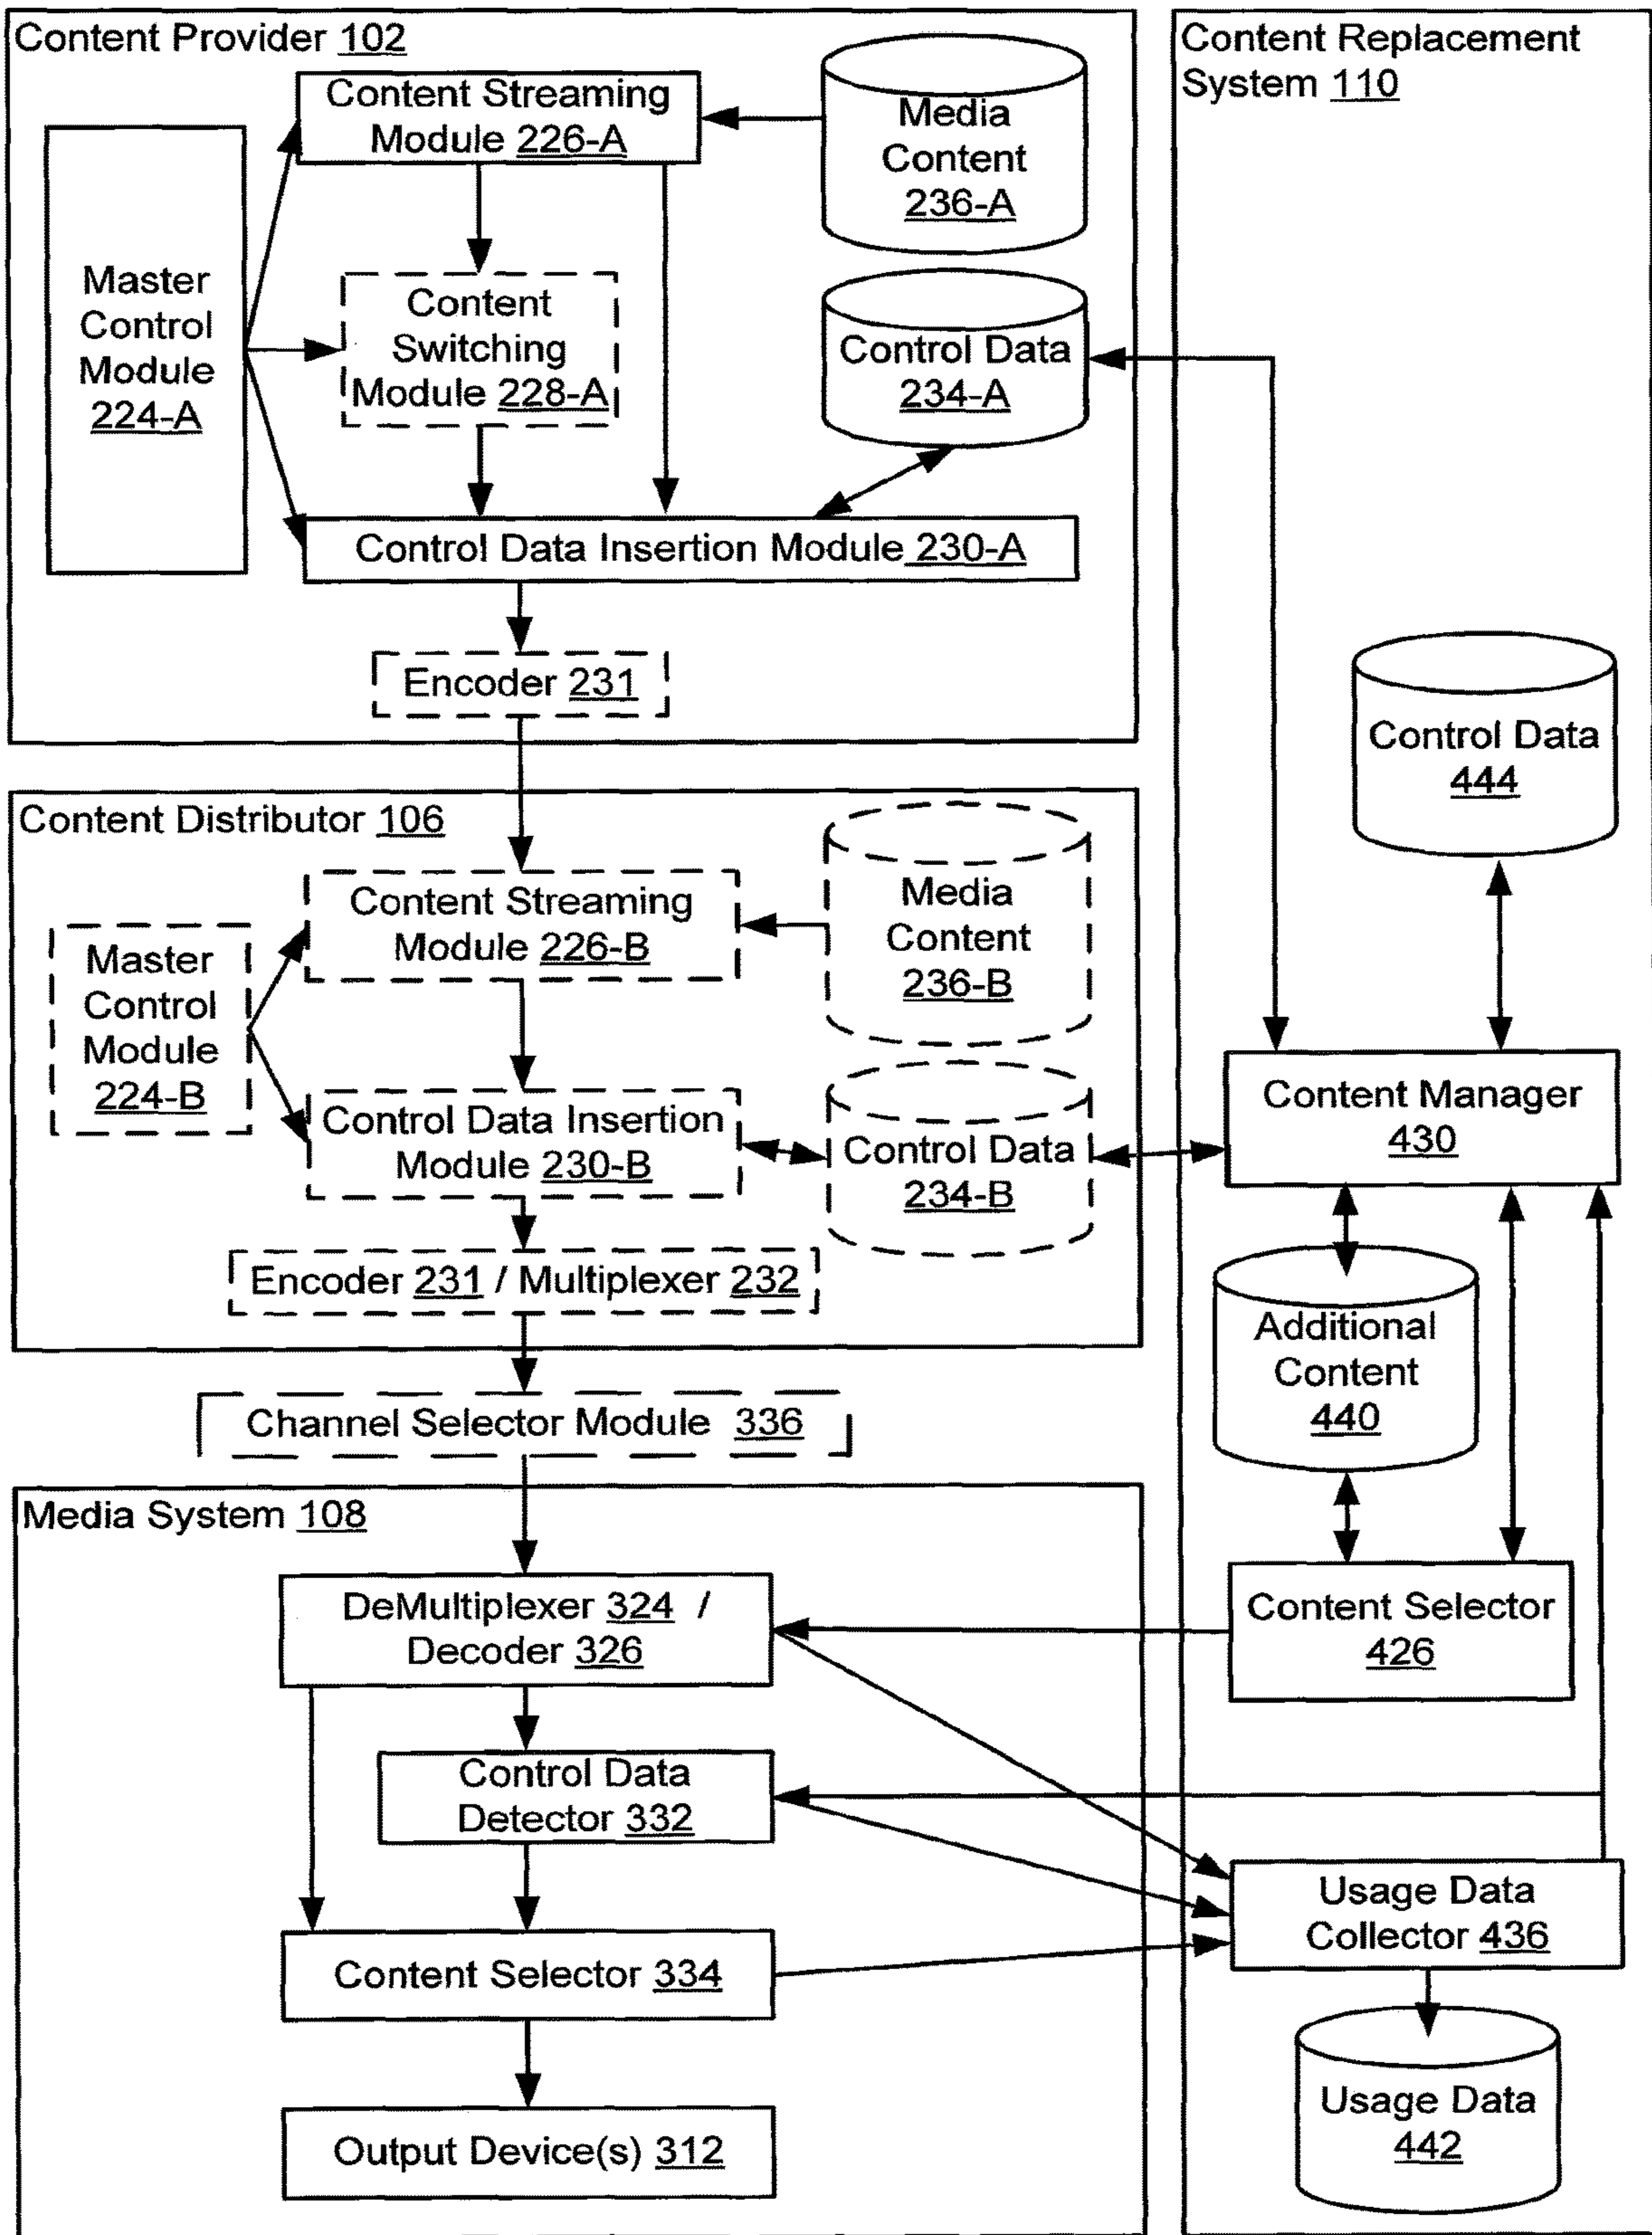 Content Provider 102
Content Streaming
Module 226-A
Media
Content
236-A
Master
Control
Module
224-A
Content
Switching
Module 228-A
Control Data
234-A
Control Data Insertion Module 230-A
Encoder 231
Content Distributor 106
Content Streaming
Module 226-B
Media
Content
236-B
Master
Control
Module
224-B
Control Data Insertion
Module 230-B
Control Data
234-B
Encoder 231 / Multiplexer 232
Channel Selector Module 336
Media System 108
DeMultiplexer 324 /
Decoder 326
Control Data
Detector 332
Content Selector 334
Output Device(s) 312
Content Replacement
System 110
Control Data
444
Content Manager
430
Additional
Content
440
Content Selector
426
Usage Data
Collector 436
Usage Data
442